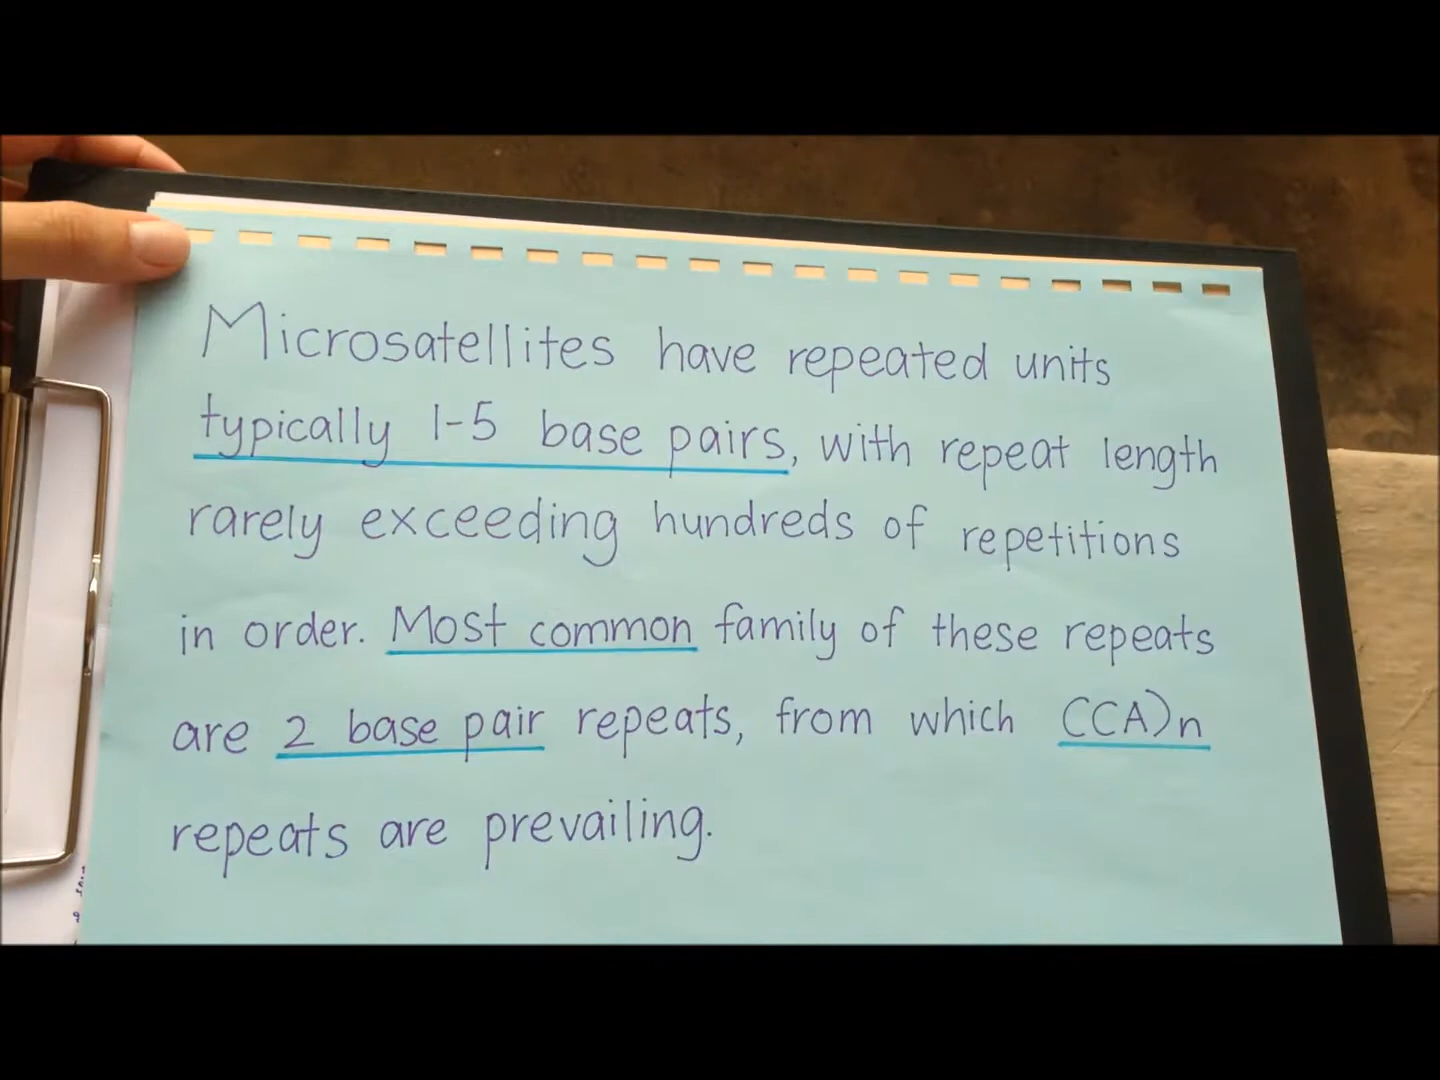 Microsatellites have repeated units
typically 1-5 base pairs, with repeat length
rarely exceeding hundreds of repetitions
in order. Most common family of these repeats
are 2 base pair repeats, from which (CA)n
repeats are prevailing.